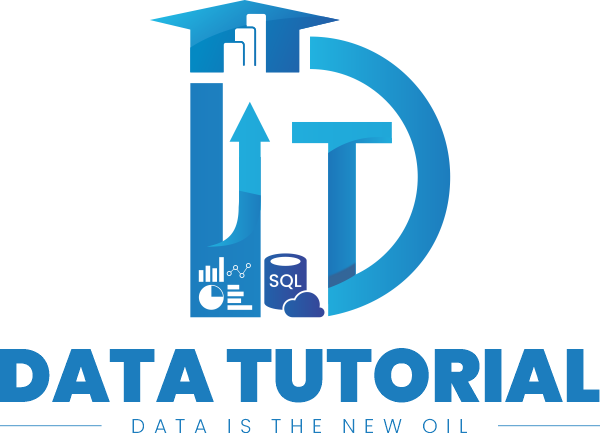 SQL
DATA TUTORIAL
DATA IS THE NEW OIL